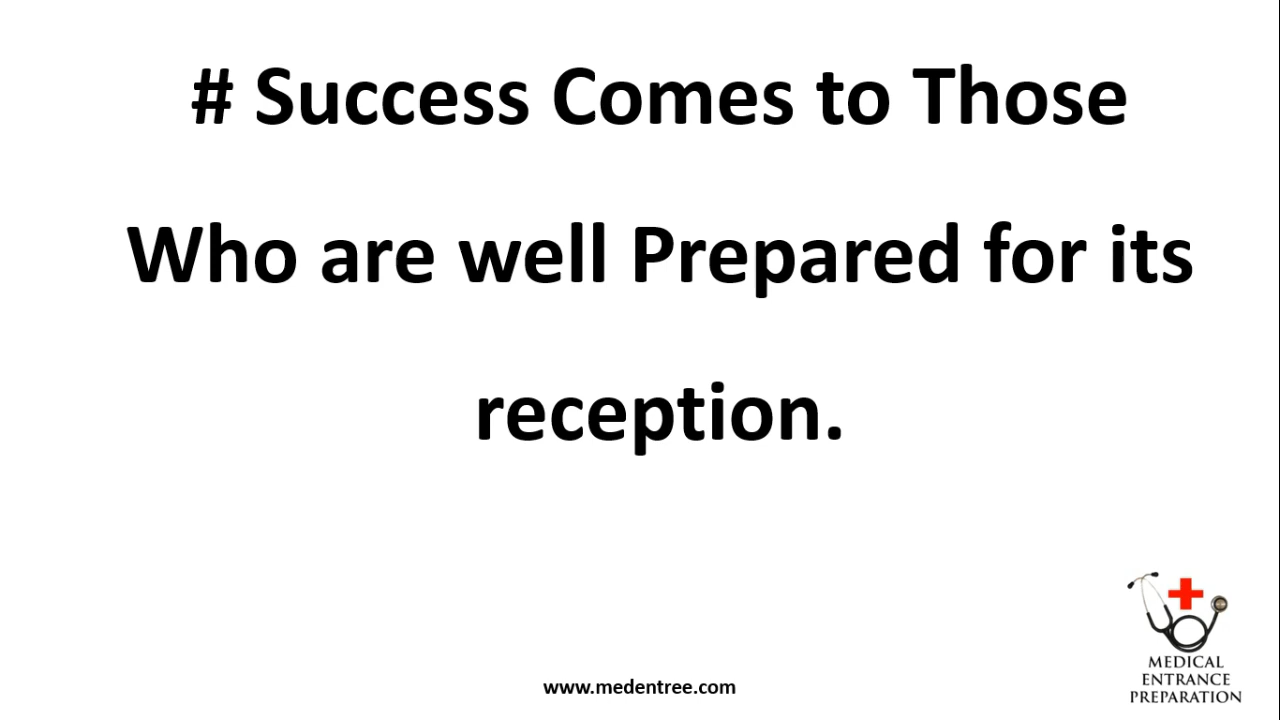 # Success Comes to Those
Who are well Prepared for its
reception.
MEDICAL
ENTRANCE
PREPARATION
www.medentree.com